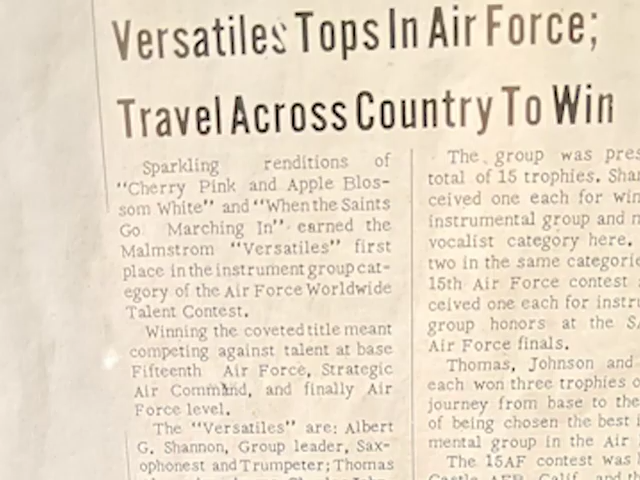 Versatiles Tops In Air Force;
Travel Across Country To Win
Sparkling renditions of
"Cherry Pink and Apple Blos-
som White" and "When the Saints
Go Marching In" earned the
Malmstrom "Versatiles" first
place in the instrument group cat-
egory of the Air Force Worldwide
Talent Contest.
Winning the coveted title meant
competing against talent at base
Fifteenth Air Force, Strategic
Air Command, and finally Air
Force level.
The "Versatiles" are: Albert
G. Shannon, Group leader, Sax-
ophonest and Trumpeter; Thomas
The group was pres
total of 15 trophies. Shan
ceived one each for win
instrumental group and m
vocalist category here.
two in the same categorie
15th Air Force contest
ceived one each for instru
group honors at the SA
Air Force finals.
Thomas, Johnson and
each won three trophies o
journey from base to the
of being chosen the best i
mental group in the Air
The 15AF contest was h
Castle AFB, Calif. and th